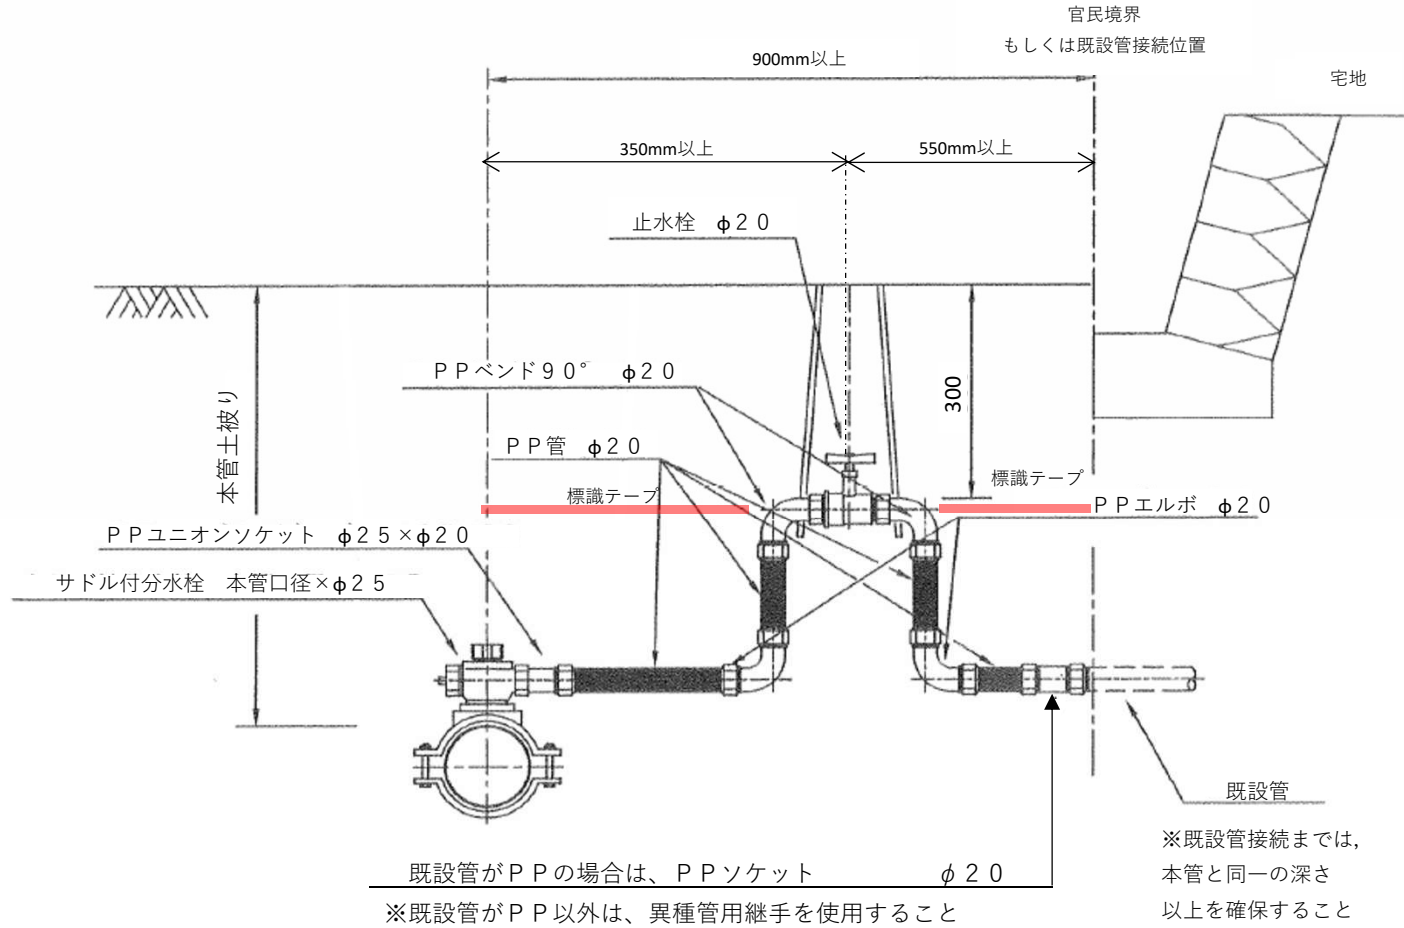 官民境界
もしくは既設管接続位置
900mm以上
宅地
350mm以上
550mm以上
止水栓　φ２０
ＰＰベンド９０°　φ２０
300
本管土被り
ＰＰ管　φ２０
標識テープ
標識テープ
ＰＰエルボ　φ２０
ＰＰユニオンソケット　φ２５×φ２０
サドル付分水栓　本管口径×φ２５
既設管
既設管がＰＰの場合は、ＰＰソケット　φ２０
※既設管がＰＰ以外は、異種管用継手を使用すること
※既設管接続までは,
本管と同一の深さ
以上を確保すること